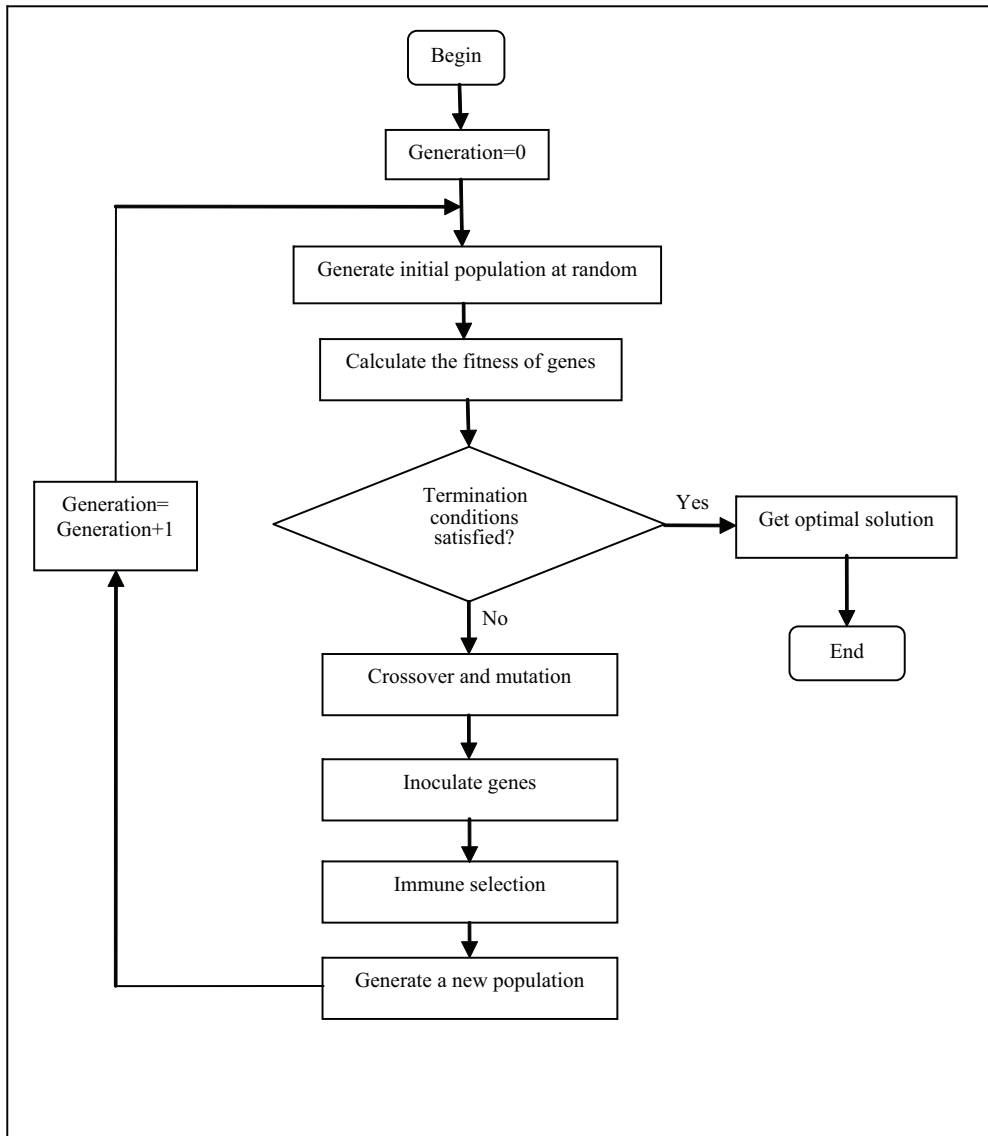 Begin
Generation=0
Generate initial population at random
Calculate the fitness of genes
Termination
conditions
satisfied?
Yes
Get optimal solution
End
No
Crossover and mutation
Inoculate genes
Immune selection
Generate a new population
Generation=
Generation+1